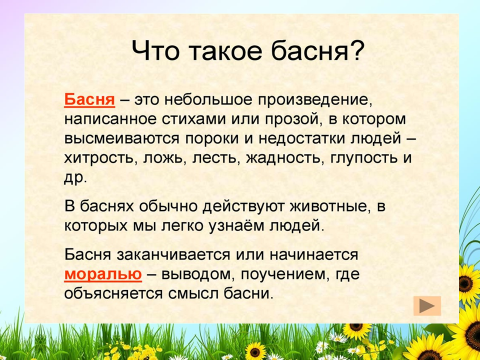 Что такое басня?
Басня – это небольшое произведение,
написанное стихами или прозой, в котором
высмеиваются пороки и недостатки людей –
хитрость, ложь, лесть, жадность, глупость и
др.
В баснях обычно действуют животные, в
которых мы легко узнаём людей.
Басня заканчивается или начинается
моралью – выводом, поучением, где
объясняется смысл басни.